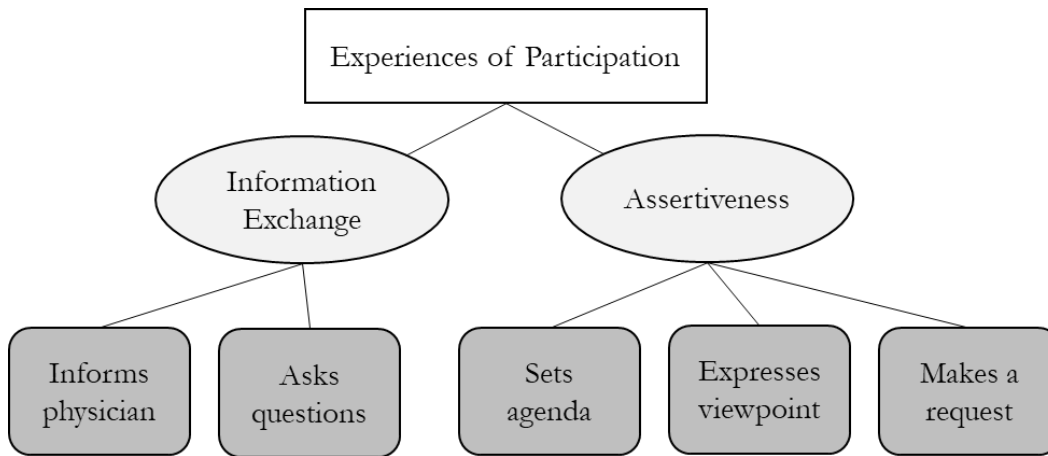 Experiences of Participation
Information
Exchange
Assertiveness
Informs
physician
Asks
questions
Sets
agenda
Expresses
viewpoint
Makes a
request